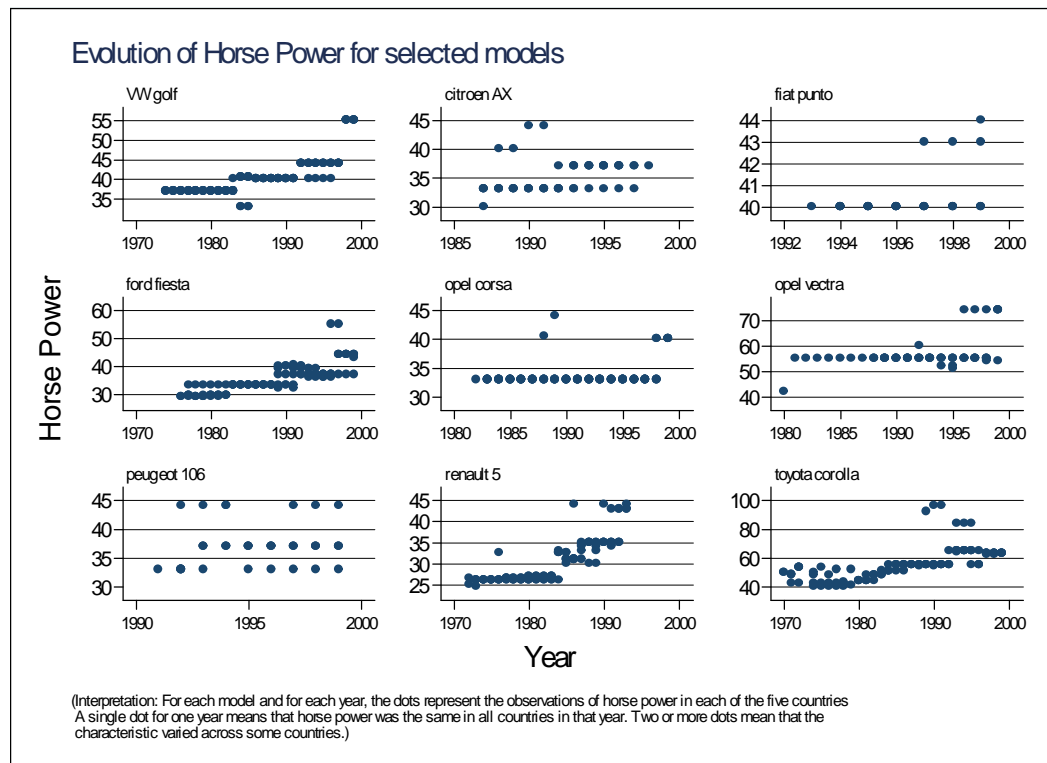 Evolution of Horse Power for selected models
VW golf
citroen AX
fiat punto
55
50
45
40
35
1970 1980 1990 2000
45
40
35
30
1985 1990 1995 2000
44
43
42
41
40
1992 1994 1996 1998 2000
Horse Power
ford fiesta
opel corsa
opel vectra
60
50
40
30
1970 1980 1990 2000
45
40
35
30
1980 1985 1990 1995 2000
70
60
50
40
1980 1985 1990 1995 2000
peugeot 106
renault 5
toyota corolla
45
40
35
30
1990 1995 2000
45
40
35
30
25
1970 1980 1990 2000
100
80
60
40
1970 1980 1990 2000
Year
(Interpretation: For each model and for each year, the dots represent the observations of horse power in each of the five countries
A single dot for one year means that horse power was the same in all countries in that year. Two or more dots mean that the
characteristic varied across some countries.)